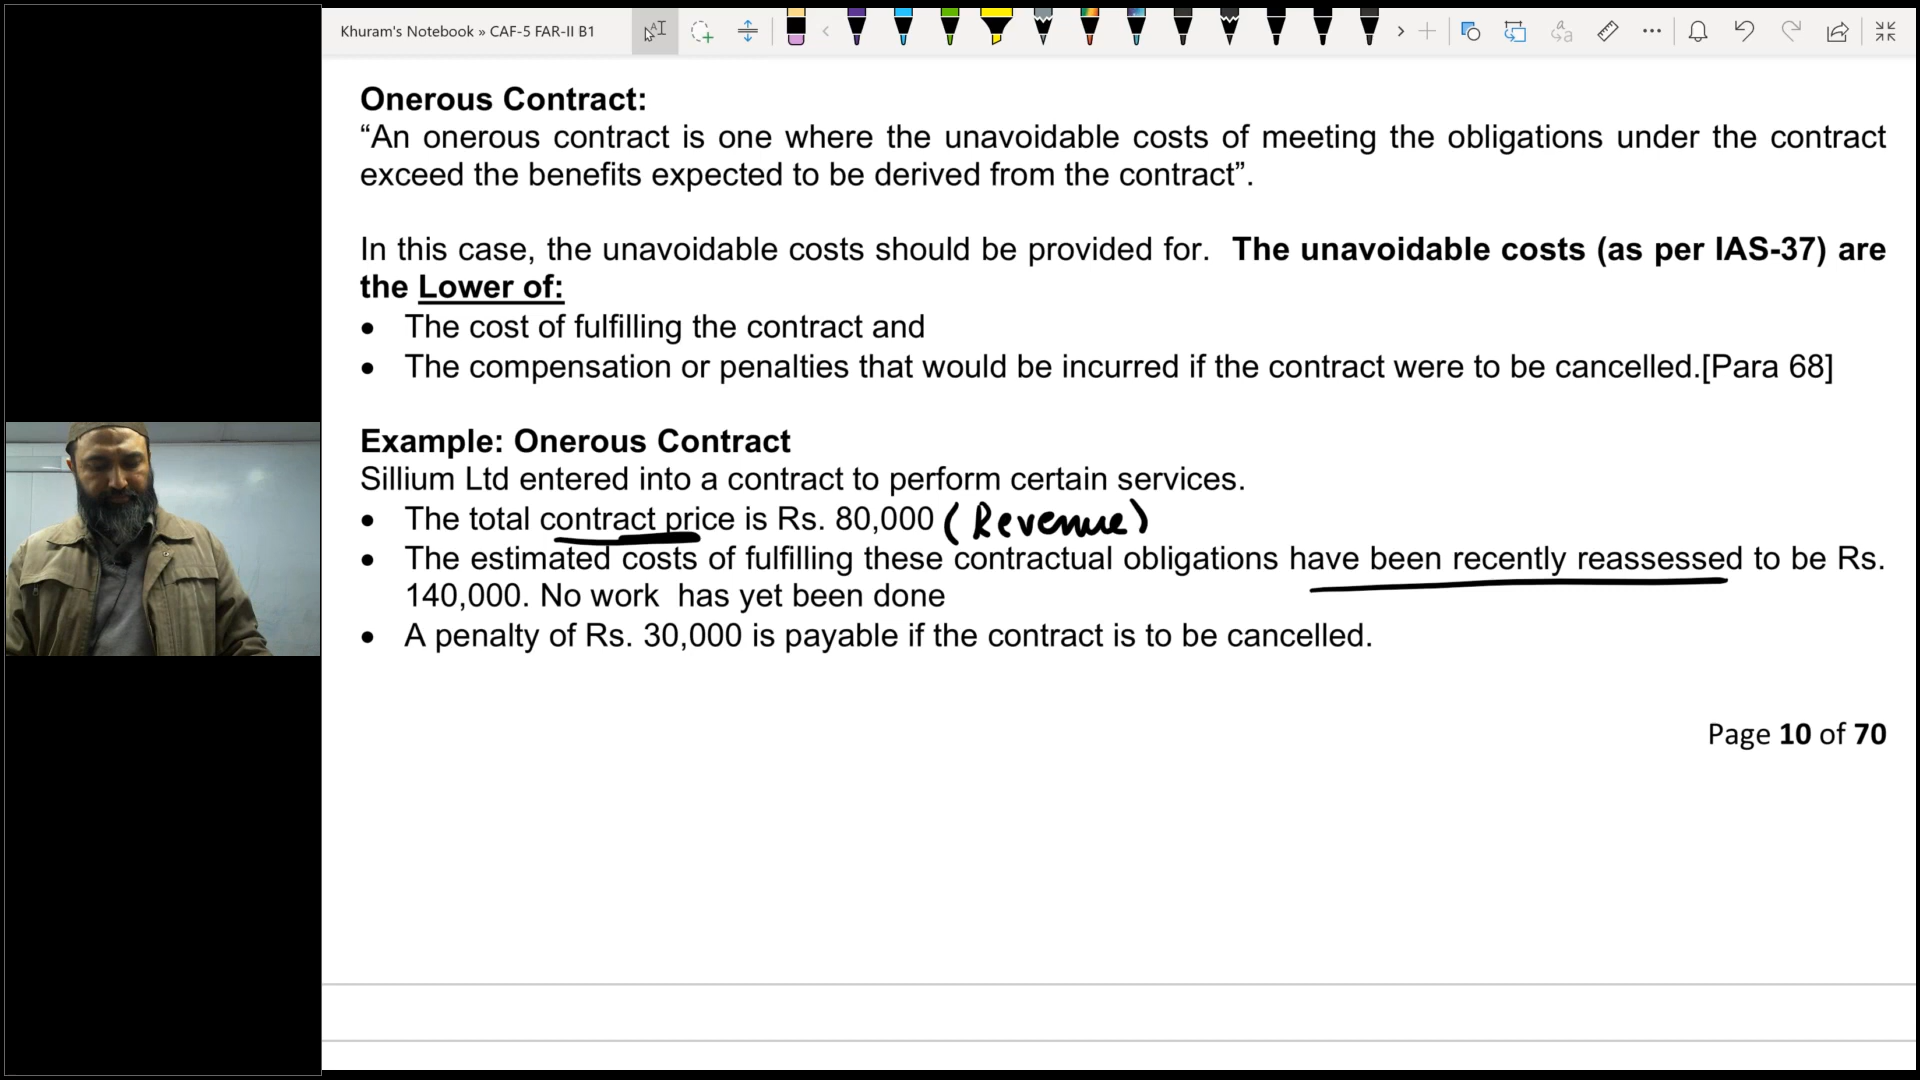 Khuram's Notebook » CAF-5 FAR-II B1
Onerous Contract:
“An onerous contract is one where the unavoidable costs of meeting the obligations under the contract
exceed the benefits expected to be derived from the contract”.
In this case, the unavoidable costs should be provided for. The unavoidable costs (as per IAS-37) are
the Lower of:
• The cost of fulfilling the contract and
• The compensation or penalties that would be incurred if the contract were to be cancelled.[Para 68]
Example: Onerous Contract
Sillium Ltd entered into a contract to perform certain services.
• The total contract price is Rs. 80,000 (Revenue)
• The estimated costs of fulfilling these contractual obligations have been recently reassessed to be Rs.
140,000. No work has yet been done
• A penalty of Rs. 30,000 is payable if the contract is to be cancelled.
Page 10 of 70